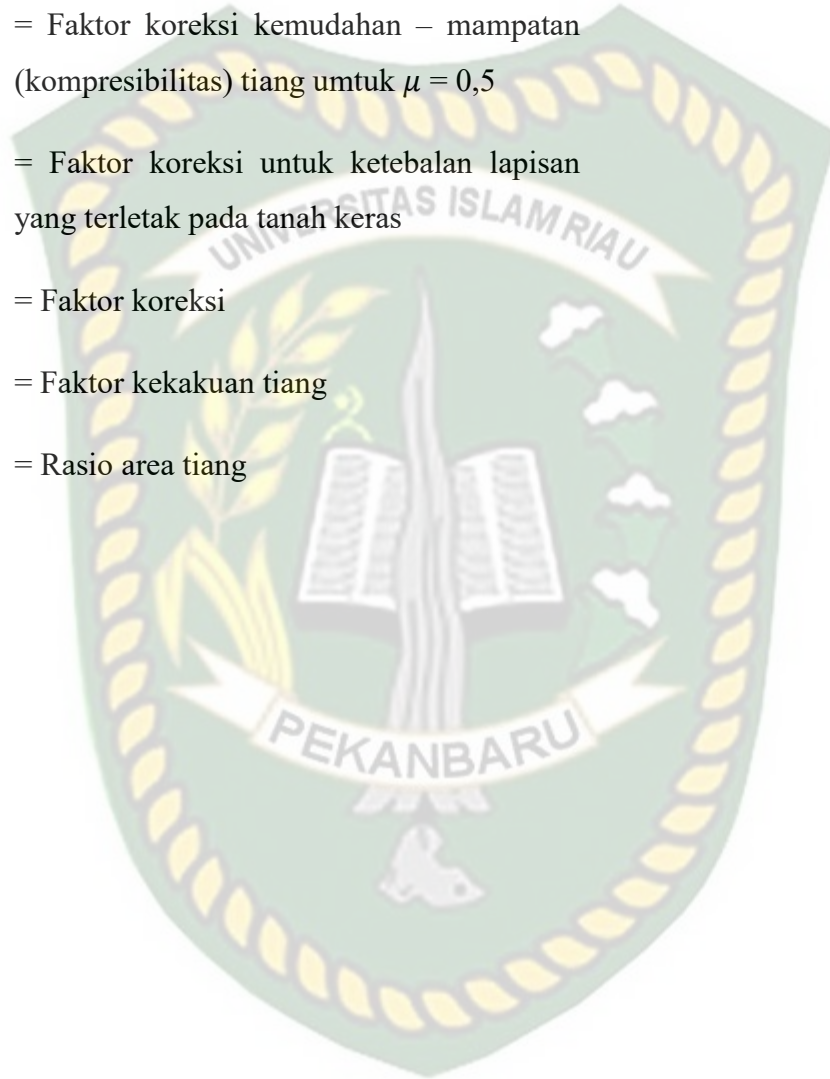 = Faktor koreksi kemudahan – mampatan
(kompresibilitas) tiang umtuk 𝜇 = 0,5
= Faktor koreksi untuk ketebalan lapisan
yang terletak pada tanah keras
UNIVERSITAS ISLAM RIAU
= Faktor koreksi
= Faktor kekakuan tiang
= Rasio area tiang
PEKANBARU